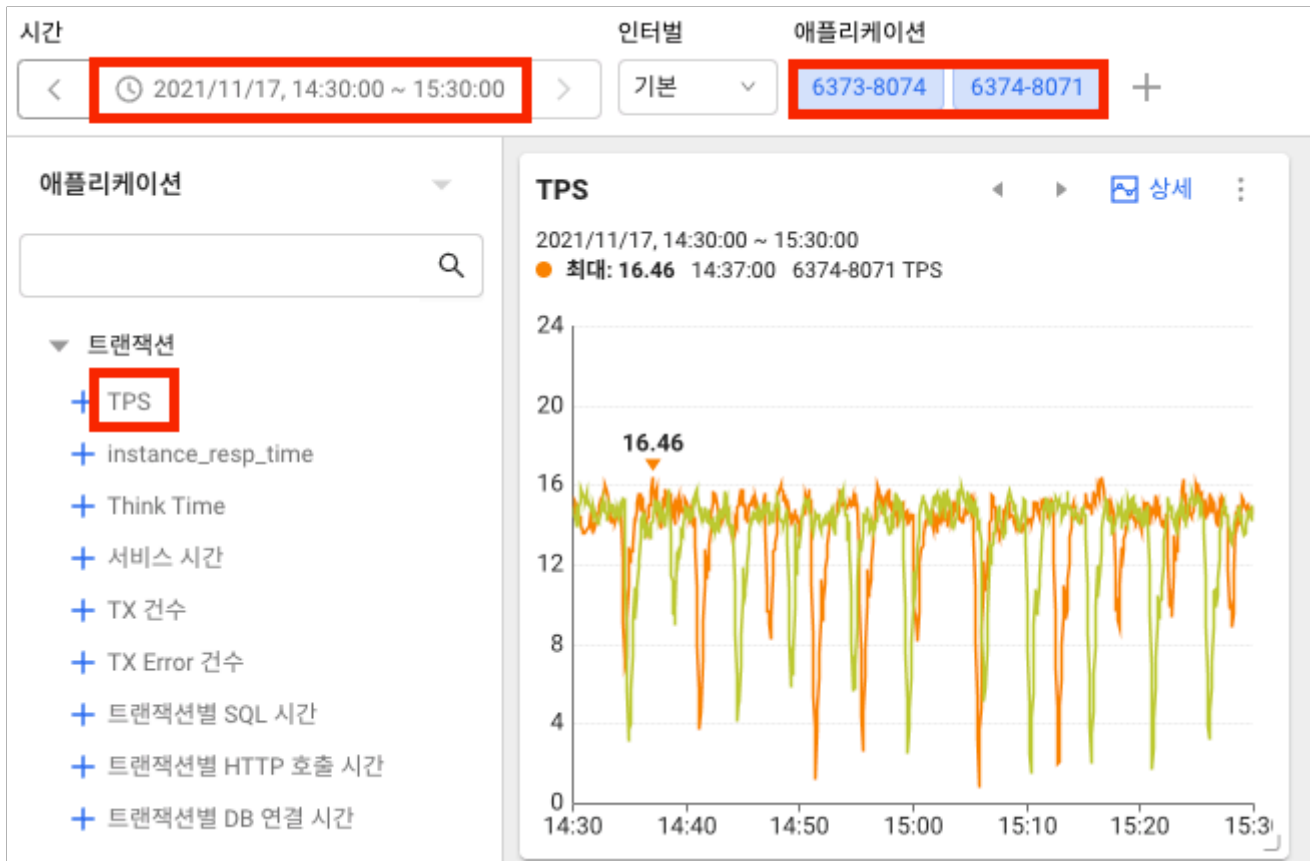 시간 인터벌 애플리케이션
2021/11/17, 14:30:00 ~ 15:30:00 기본 6373-8074 6374-8071
애플리케이션
트랜잭션
TPS
instance_resp_time
Think Time
서비스 시간
TX 건수
TX Error 건수
트랜잭션별 SQL 시간
트랜잭션별 HTTP 호출 시간
트랜잭션별 DB 연결 시간
TPS 상세
2021/11/17, 14:30:00 ~ 15:30:00
최대: 16.46 14:37:00 6374-8071 TPS
24
20
16.46
16
12
8
4
0
14:30 14:40 14:50 15:00 15:10 15:20 15:3